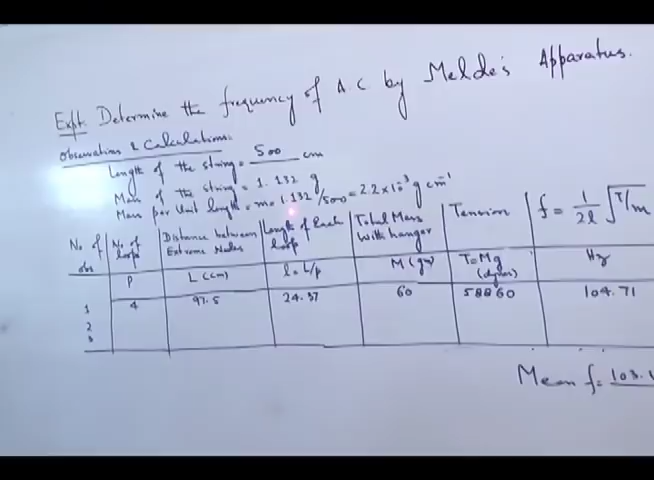 Expt. Determine the frequency of A.C. by Melde's Apparatus.
Observation & Calculations:
Length of the string = 500 cm
Mass of the string = 1.132 g
Mass per Unit length = m = 1.132/500 = 2.2 x 10⁻³ g cm⁻¹
No. of obs
No. of loop
P
Distance between Extreme Nodes
L (cm)
Length of Each loop
l = L/p
Total Mass with hanger
M (gm)
Tension
T = Mg (dynes)
f = 1/2l √T/m
Hz
1 4 97.5 24.37 60 58860 104.71
2
3
Mean f = 103.